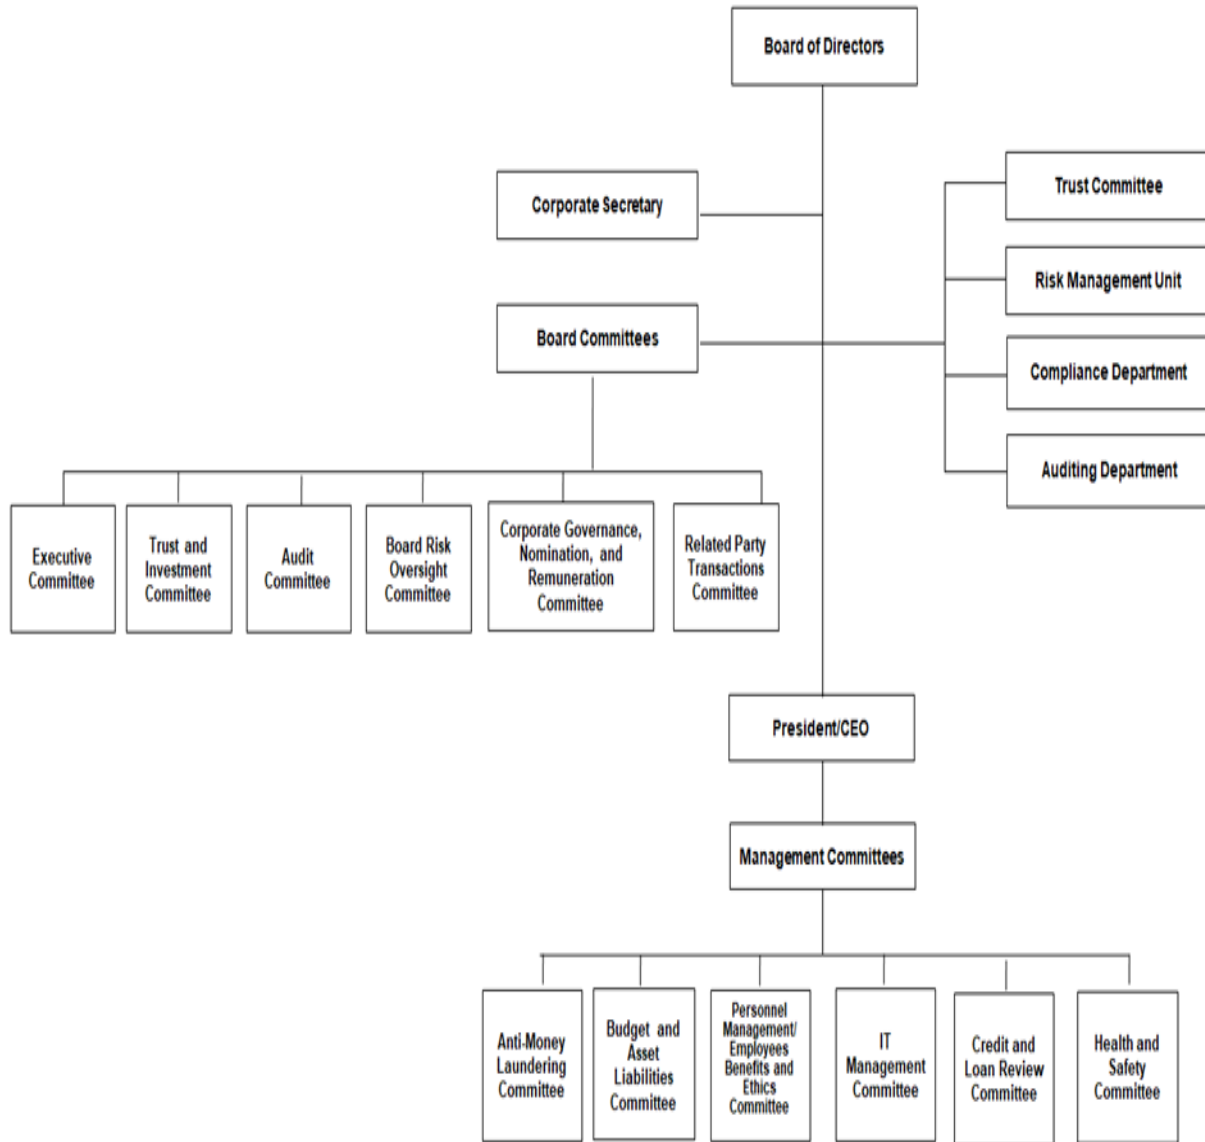 Board of Directors
Corporate Secretary
Trust Committee
Risk Management Unit
Board Committees
Compliance Department
Auditing Department
Executive
Committee
Trust and
Investment
Committee
Audit
Committee
Board Risk
Oversight
Committee
Corporate Governance,
Nomination, and
Remuneration
Committee
Related Party
Transactions
Committee
President/CEO
Management Committees
Anti-Money
Laundering
Committee
Budget and
Asset
Liabilities
Committee
Personnel
Management/
Employees
Benefits and
Ethics
Committee
IT
Management
Committee
Credit and
Loan Review
Committee
Health and
Safety
Committee